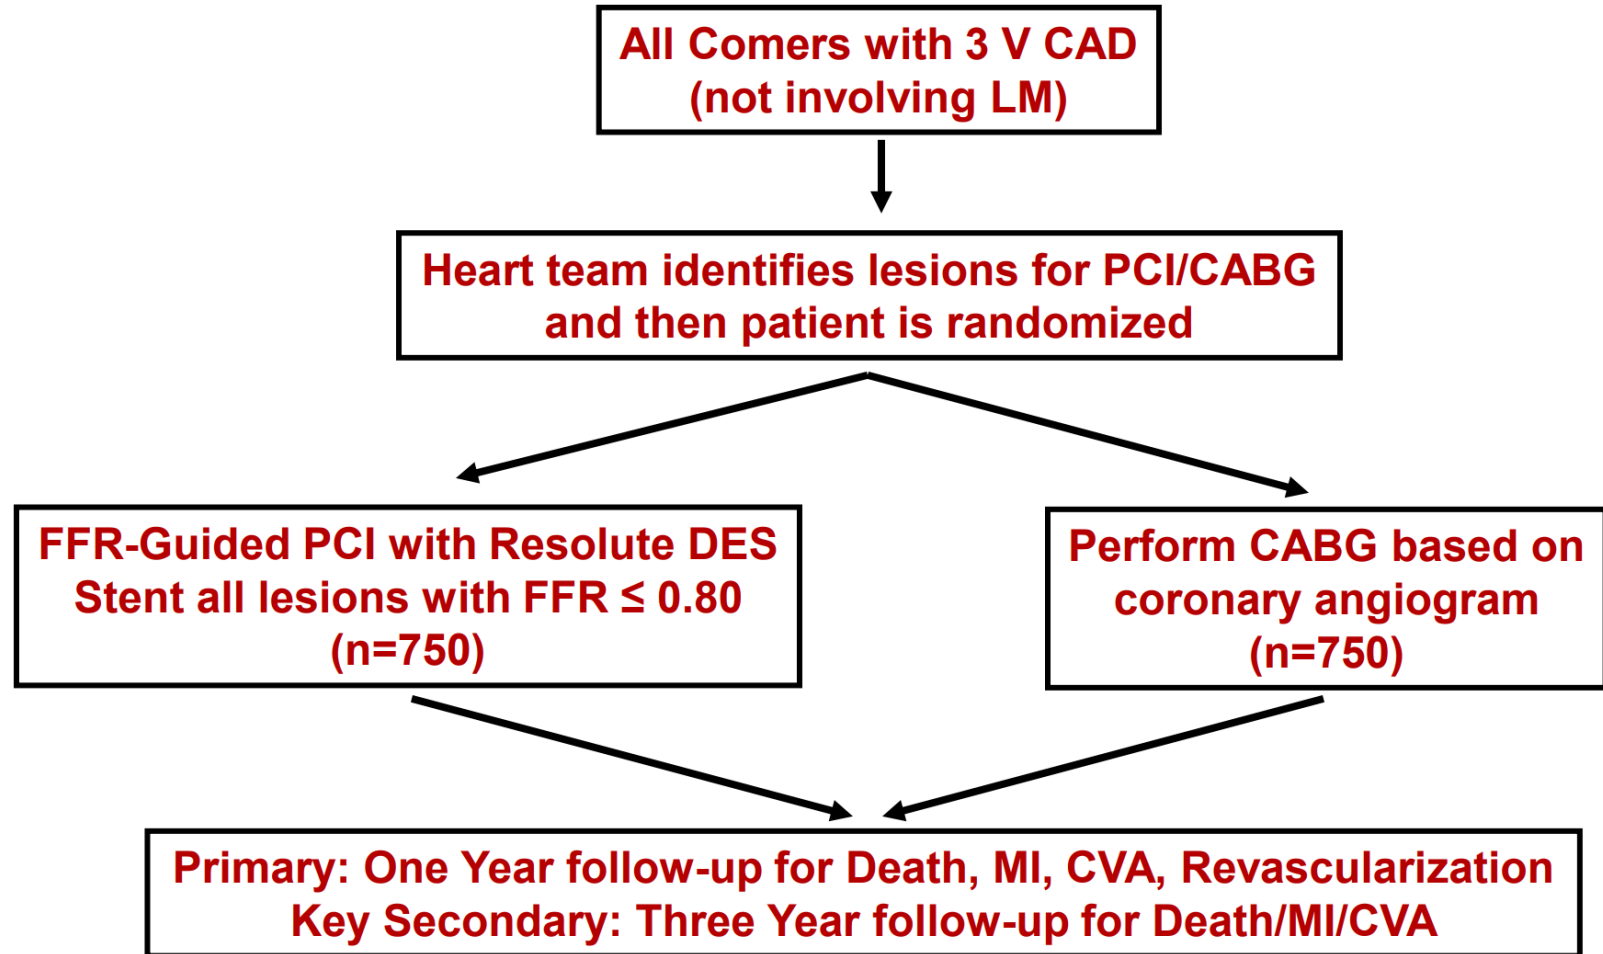 All Comers with 3 V CAD
(not involving LM)
Heart team identifies lesions for PCI/CABG
and then patient is randomized
FFR-Guided PCI with Resolute DES
Stent all lesions with FFR ≤ 0.80
(n=750)
Perform CABG based on
coronary angiogram
(n=750)
Primary: One Year follow-up for Death, MI, CVA, Revascularization
Key Secondary: Three Year follow-up for Death/MI/CVA